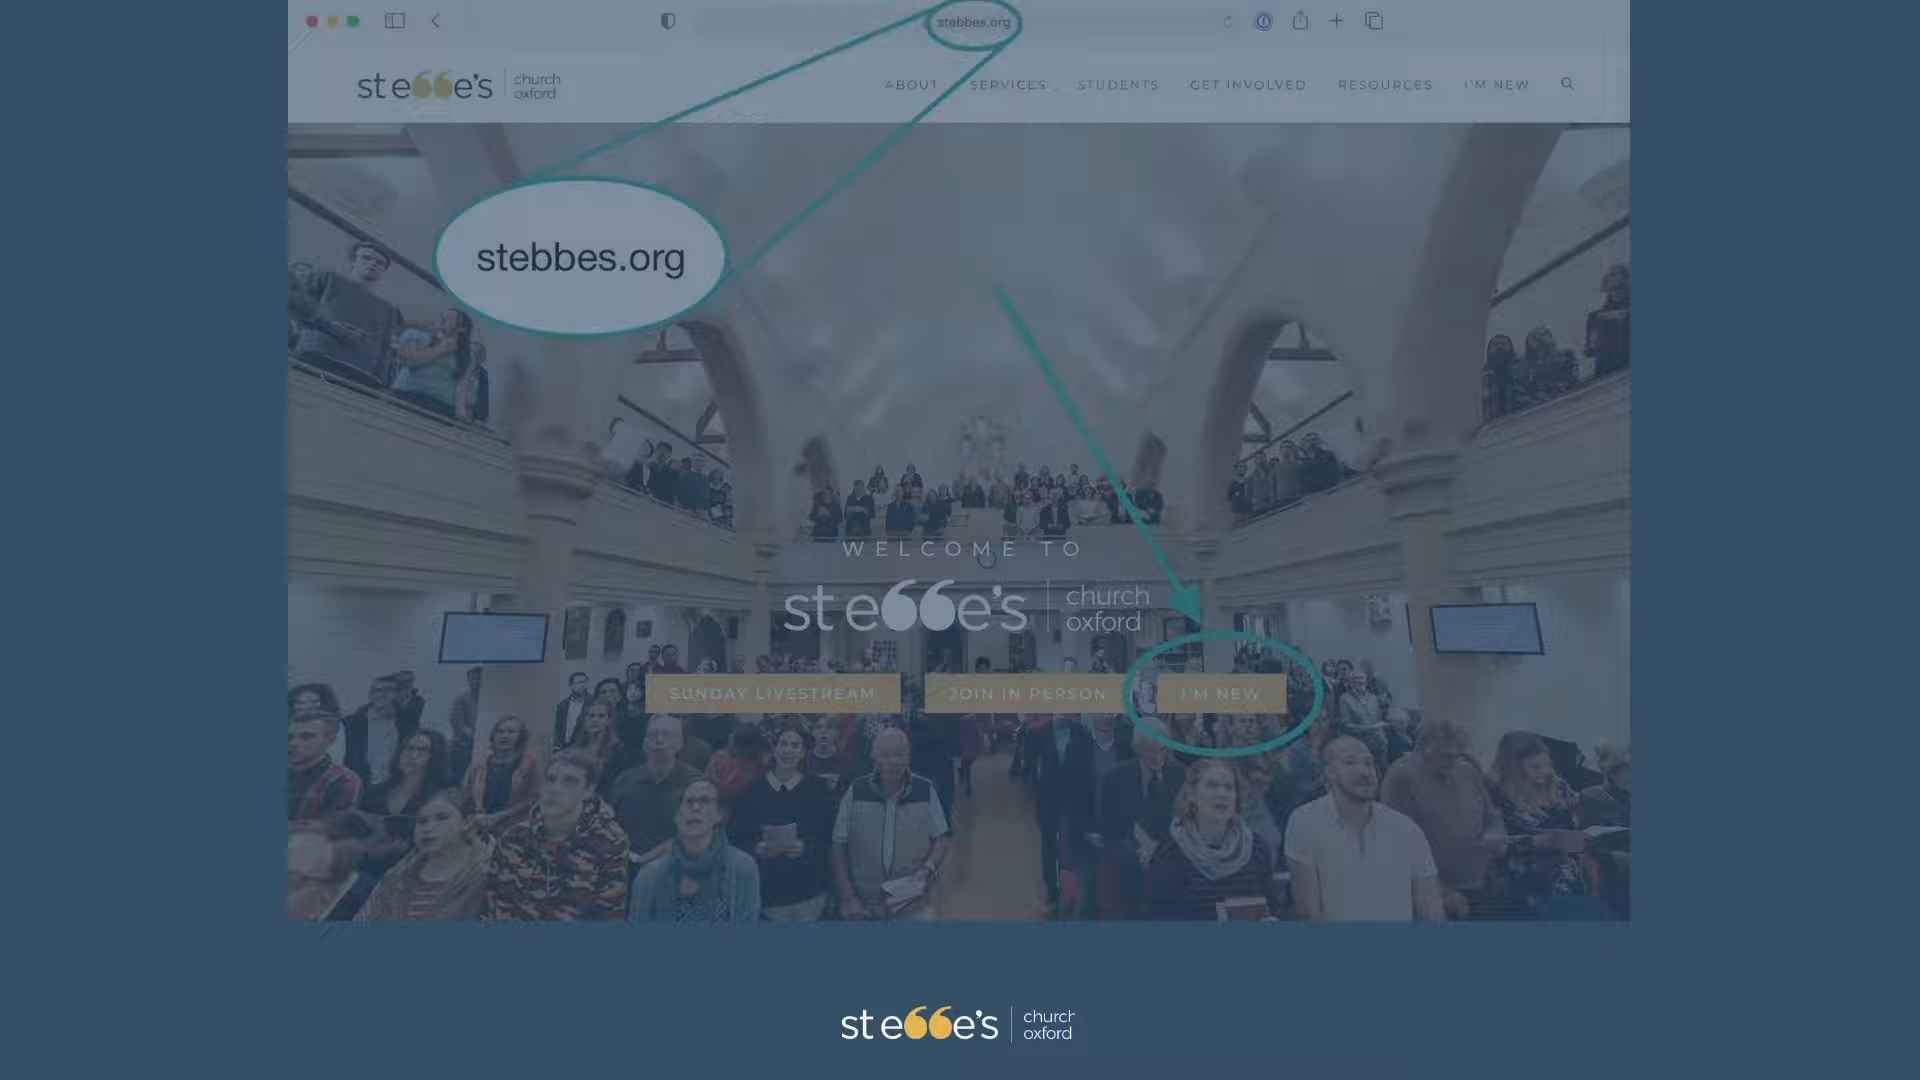 stebbes.org
st ebbe's church oxford
ABOUT SERVICES STUDENTS GET INVOLVED RESOURCES I'M NEW
stebbes.org
WELCOME TO
st ebbe's church oxford
SUNDAY LIVESTREAM JOIN IN PERSON I'M NEW
st ebbe's church oxford